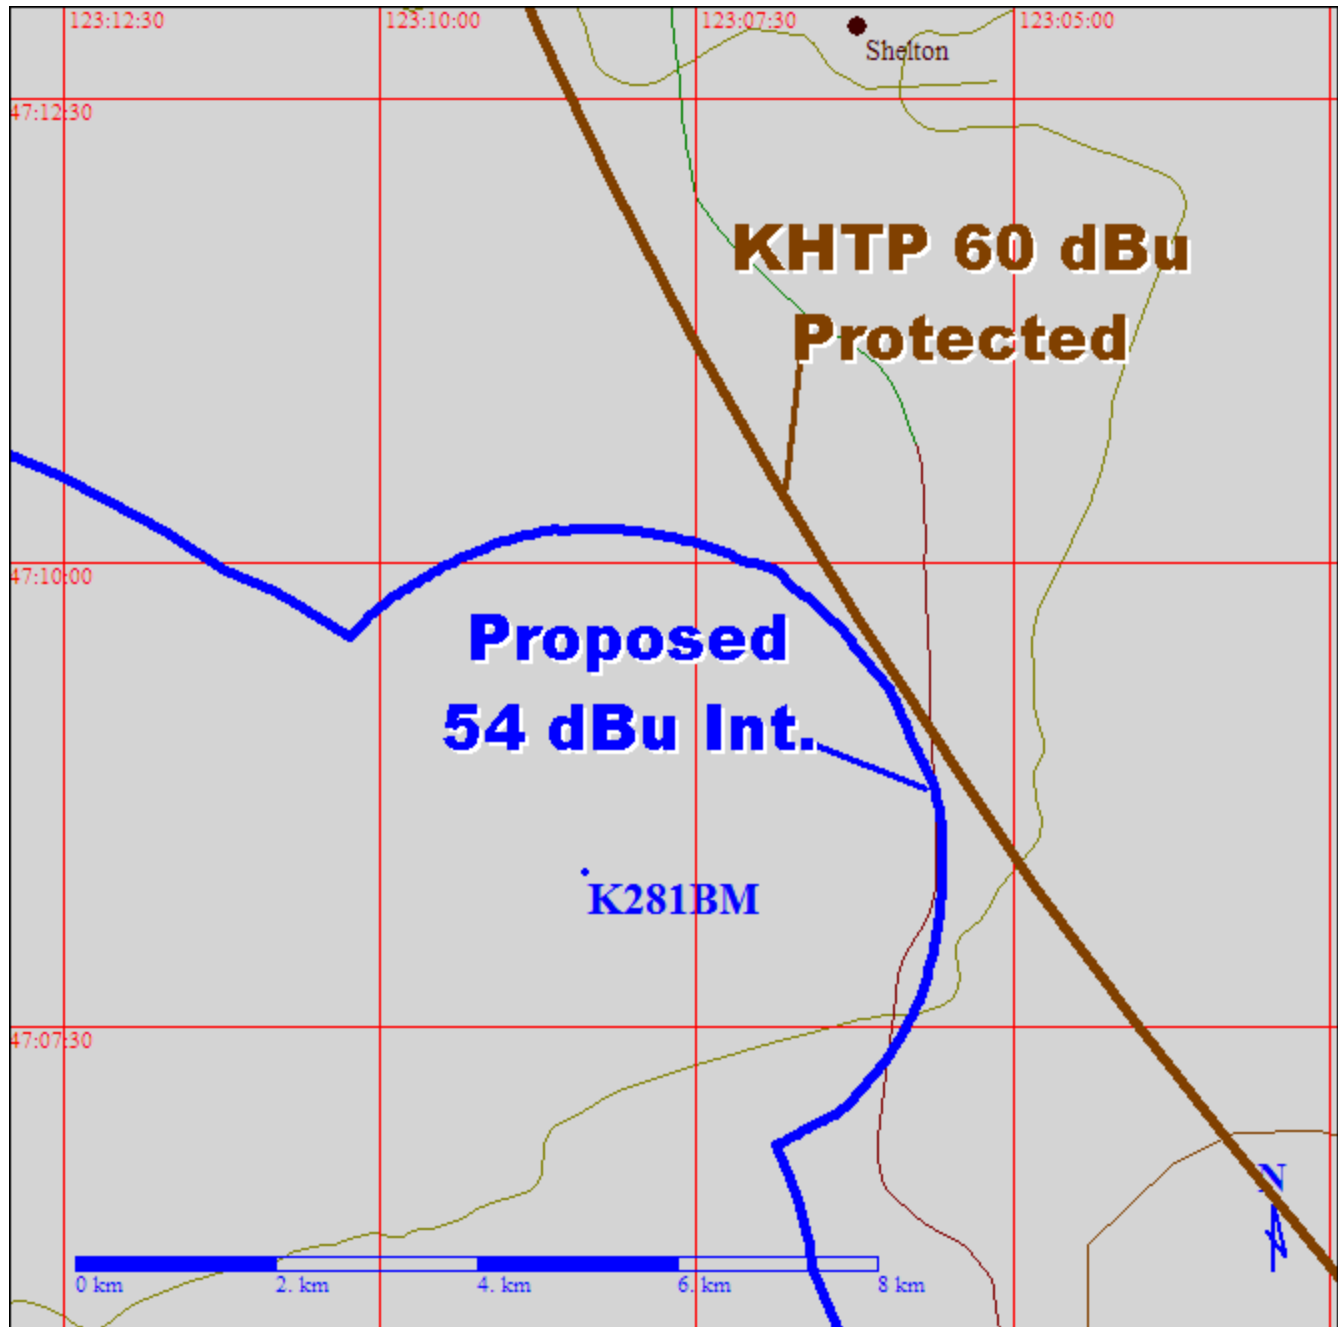 123:12:30
123:10:00
123:07:30
123:05:00
Shelton
47:12:30
KHTP 60 dBu
Protected
47:10:00
Proposed
54 dBu Int.
K281BM
47:07:30
N
0 km
2. km
4. km
6. km
8 km